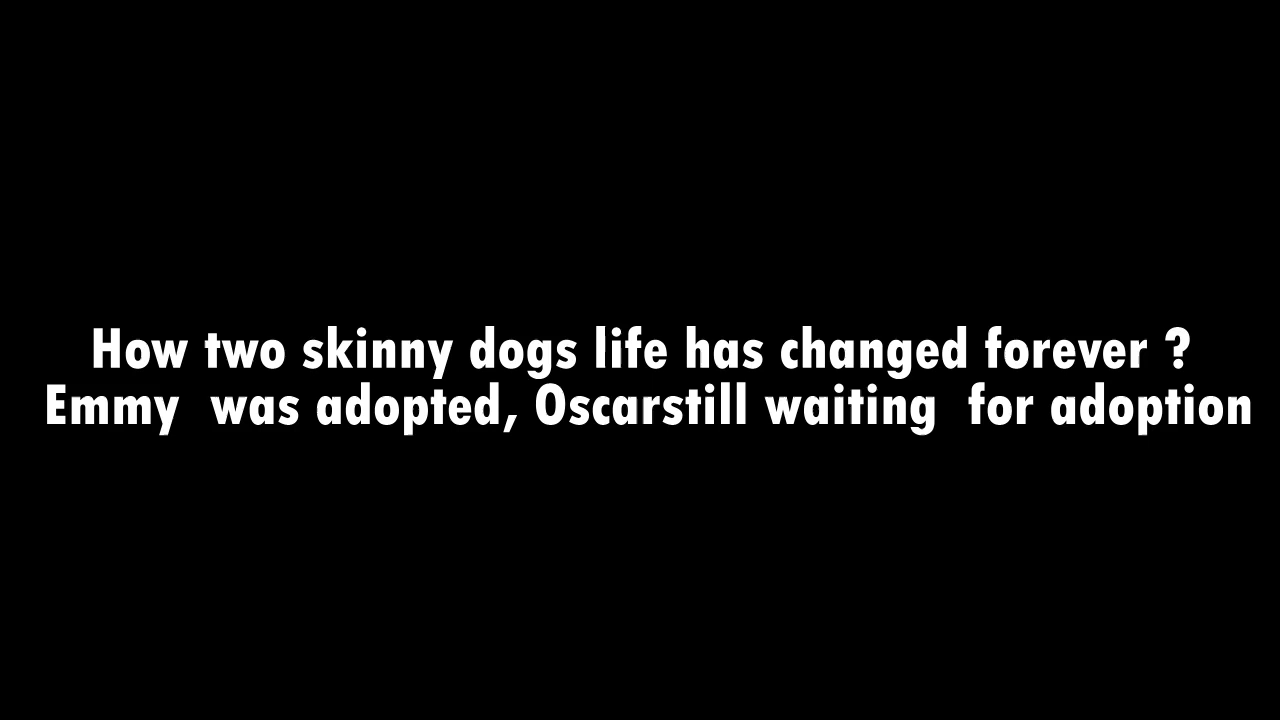 How two skinny dogs life has changed forever ?
Emmy  was adopted, Oscarstill waiting  for adoption